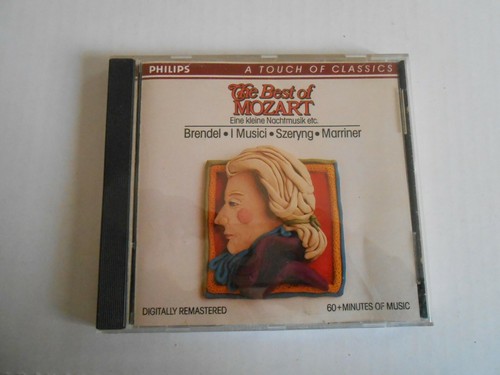 PHILIPS A TOUCH OF CLASSICS
The Best of
MOZART
Eine kleine Nachtmusik etc.
Brendel • I Musici • Szeryng • Marriner
DIGITALLY REMASTERED 60+MINUTES OF MUSIC